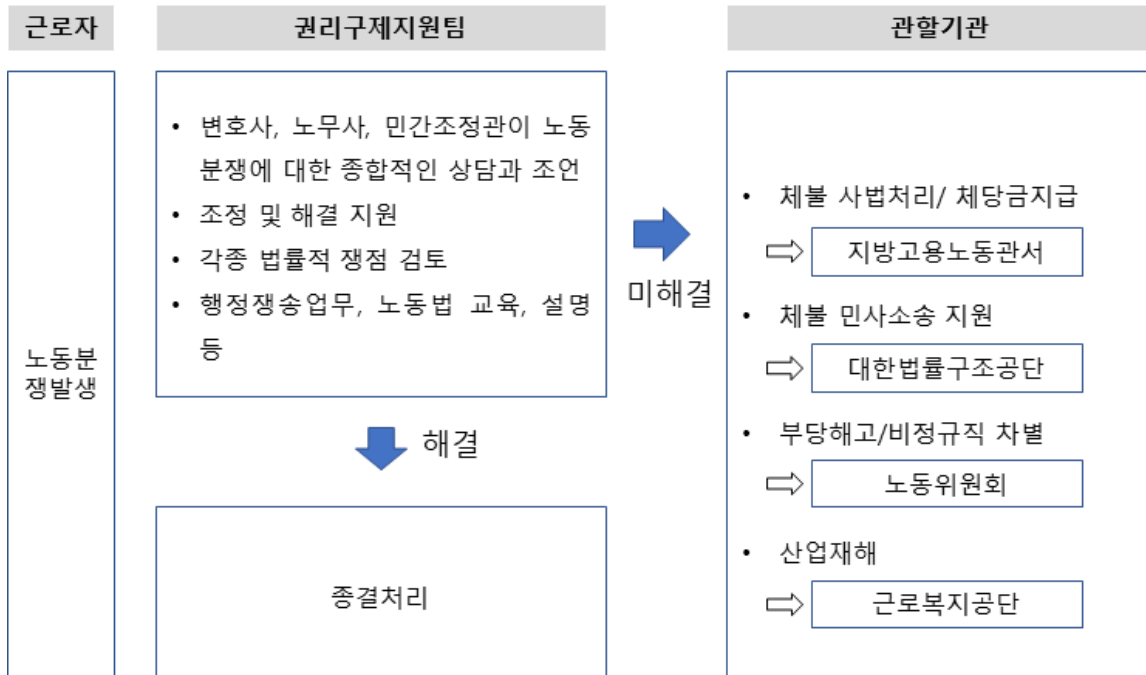 근로자
권리구제지원팀
관할기관
노동분
쟁발생
• 변호사, 노무사, 민간조정관이 노동
분쟁에 대한 종합적인 상담과 조언
• 조정 및 해결 지원
• 각종 법률적 쟁점 검토
• 행정쟁송업무, 노동법 교육, 설명
등
해결
종결처리
미해결
• 체불 사법처리/ 체당금지급
지방고용노동관서
• 체불 민사소송 지원
대한법률구조공단
• 부당해고/비정규직 차별
노동위원회
• 산업재해
근로복지공단